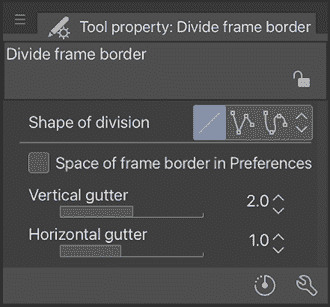 Tool property: Divide frame border
Divide frame border
Shape of division
Space of frame border in Preferences
Vertical gutter 2.0
Horizontal gutter 1.0